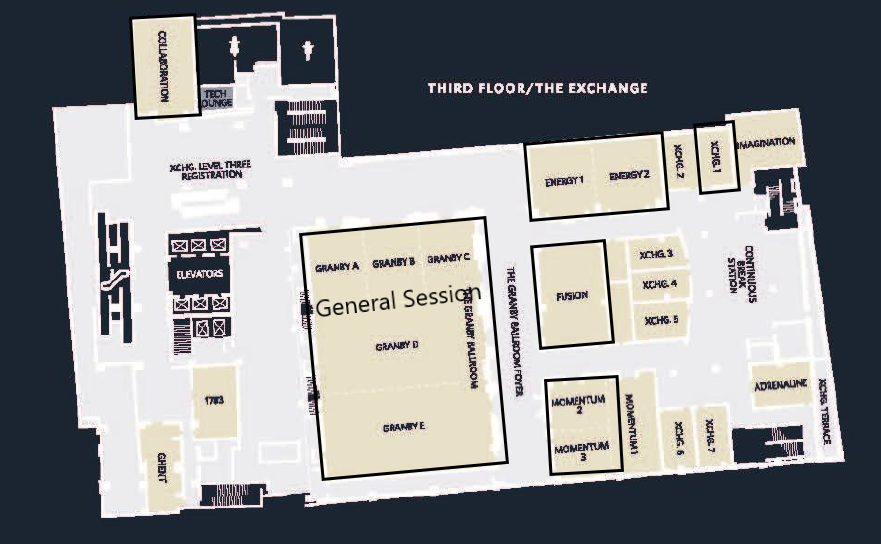 THIRD FLOOR/THE EXCHANGE
COLLABORATION
TECH
OUNGE
XCHG. LEVEL THREE
REGISTRATION
ELEVATORS
1783
GHENT
GRANBY A
GRANBY B
GRANBY C
General Session
THE GRANBY BALLROOM
GRANBY D
GRANBY E
THE GRANBY BALLROOM FOYER
ENERGY 1
ENERGY 2
XCHG. 2
XCHG. 1
IMAGINATION
FUSION
XCHG. 3
XCHG. 4
XCHG. 5
CONTINUOUS
BREAK
STATION
MOMENTUM
2
MOMENTUM
3
MOMENTUM 1
XCHG. 6
XCHG. 7
ADRENALINE
XCHG. TERRACE